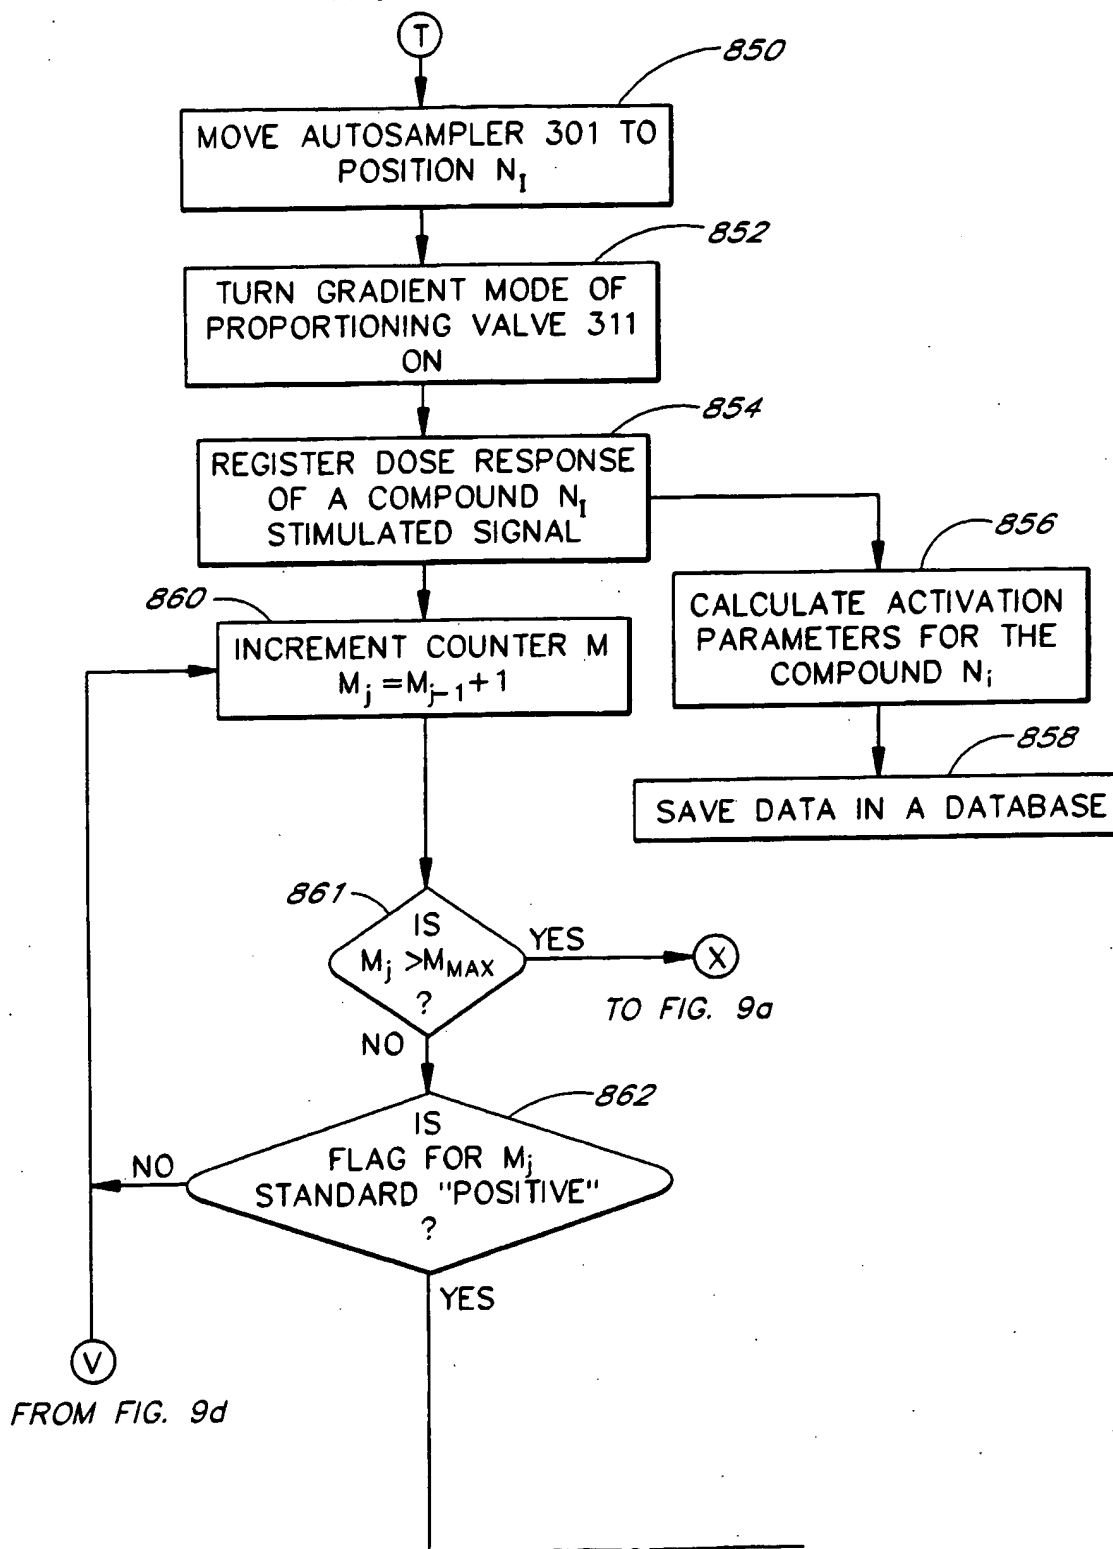 T
850
MOVE AUTOSAMPLER 301 TO
POSITION N_I
852
TURN GRADIENT MODE OF
PROPORTIONING VALVE 311
ON
854
REGISTER DOSE RESPONSE
OF A COMPOUND N_I
STIMULATED SIGNAL
856
CALCULATE ACTIVATION
PARAMETERS FOR THE
COMPOUND N_i
858
SAVE DATA IN A DATABASE
860
INCREMENT COUNTER M
M_j = M_{j-1} + 1
861
IS
M_j > M_MAX
?
YES
X
TO FIG. 9a
NO
862
IS
FLAG FOR M_j
STANDARD "POSITIVE"
?
NO
YES
V
FROM FIG. 9d